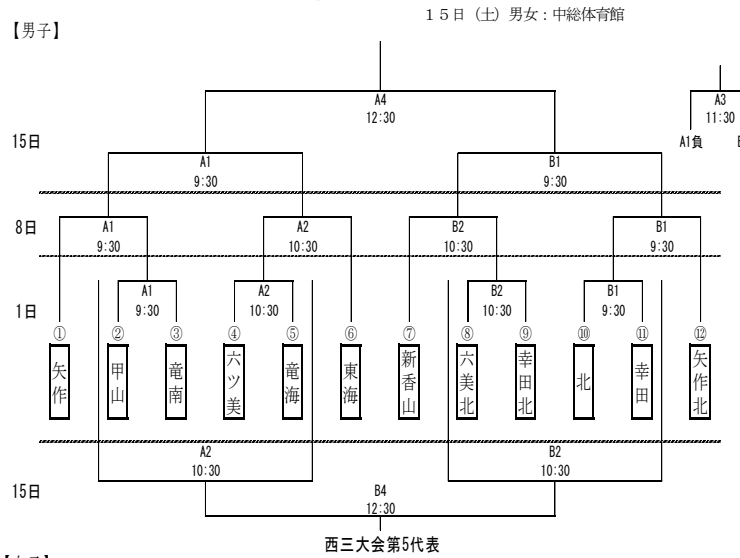 １５日（土）男女：中総体育館
【男子】
A4
12:30
A3
11:30
15日
A1負
A1
9:30
B1
9:30
8日
A1
9:30
A2
10:30
B2
10:30
B1
9:30
1日
A1
9:30
A2
10:30
B2
10:30
B1
9:30
① ② ③ ④ ⑤ ⑥ ⑦ ⑧ ⑨ ⑩ ⑪ ⑫
矢作
甲山
竜南
六ツ美
竜海
東海
新香山
六美北
幸田北
北
幸田
矢作北
A2
10:30
B2
10:30
15日
B4
12:30
西三大会第5代表